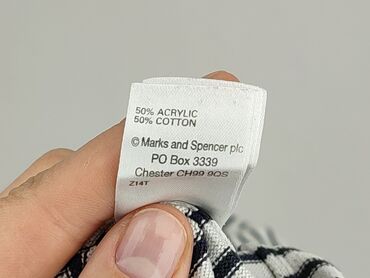 50% ACRYLIC
50% COTTON
© Marks and Spencer plc
PO Box 3339
Chester CH99 9QS
Z14T